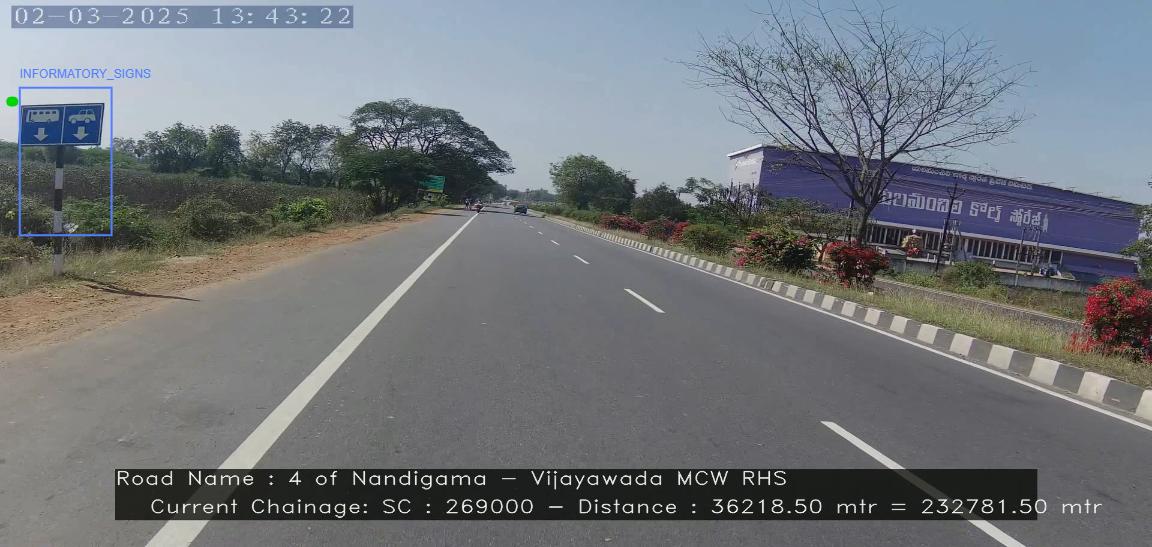 02-03-2025 13:43:22
INFORMATORY_SIGNS
కోల్డ్ స్టోరేజ్
Road Name : 4 of Nandigama – Vijayawada MCW RHS
Current Chainage: SC : 269000 – Distance : 36218.50 mtr = 232781.50 mtr